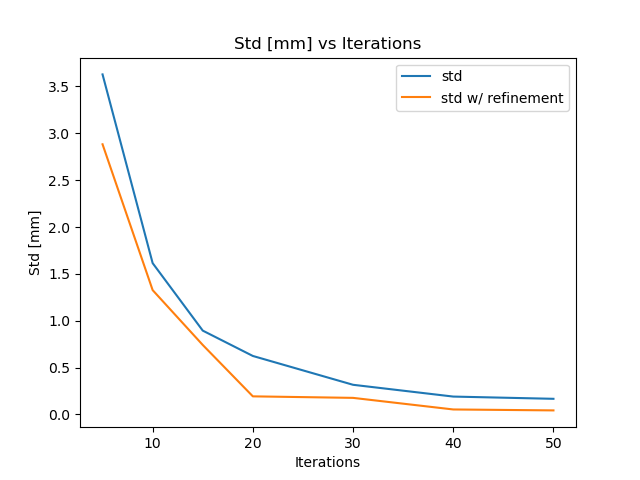 Std [mm] vs Iterations
std
std w/ refinement
3.5
3.0
2.5
2.0
1.5
1.0
0.5
0.0
Std [mm]
10 20 30 40 50
Iterations